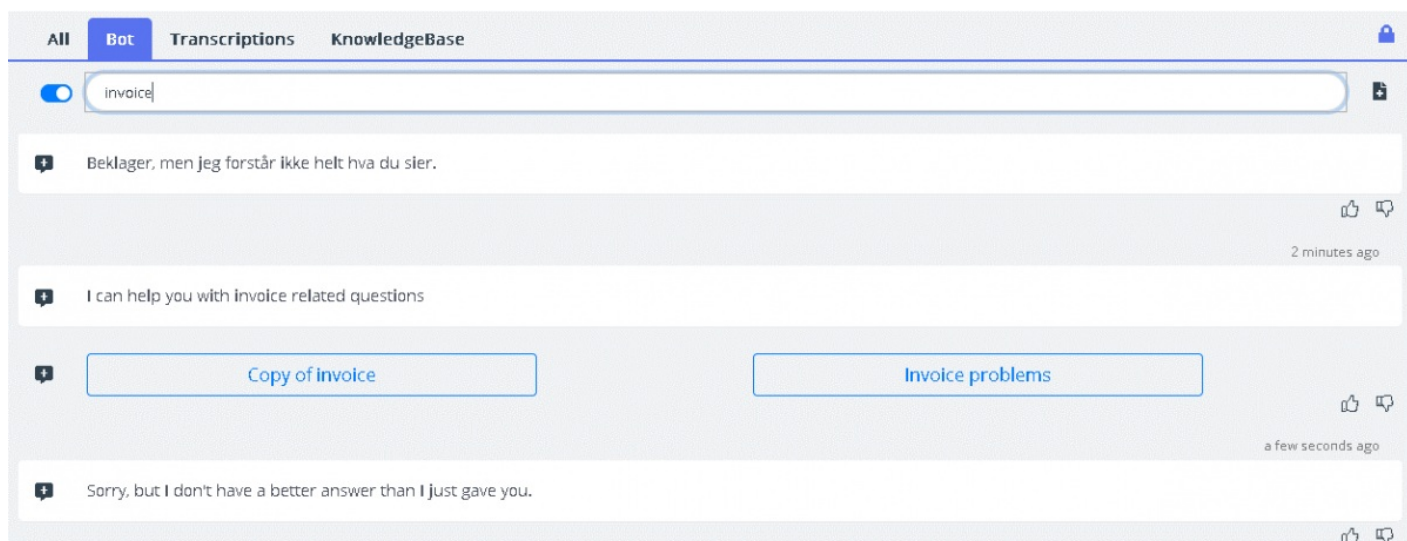 All Bot Transcriptions KnowledgeBase
invoice
Beklager, men jeg forstår ikke helt hva du sier.
2 minutes ago
I can help you with invoice related questions
Copy of invoice Invoice problems
a few seconds ago
Sorry, but I don't have a better answer than I just gave you.